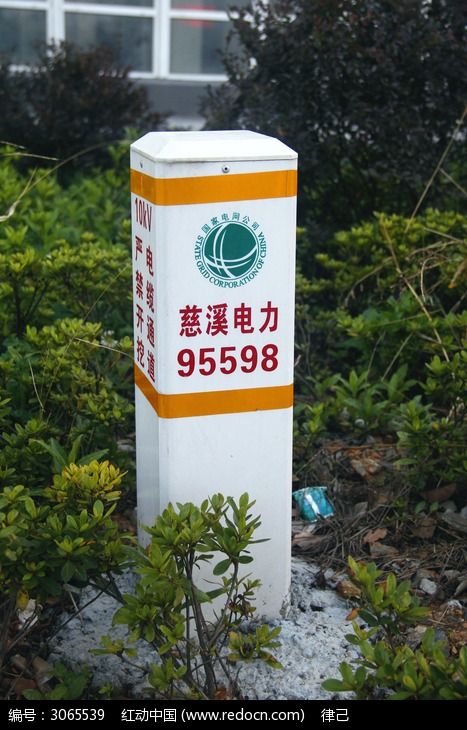 国家电网公司
STATE GRID CORPORATION OF CHINA
慈溪电力
95598
10kV 电缆通道
严禁开挖
编号：3065539 红动中国 (www.redocn.com) 律己